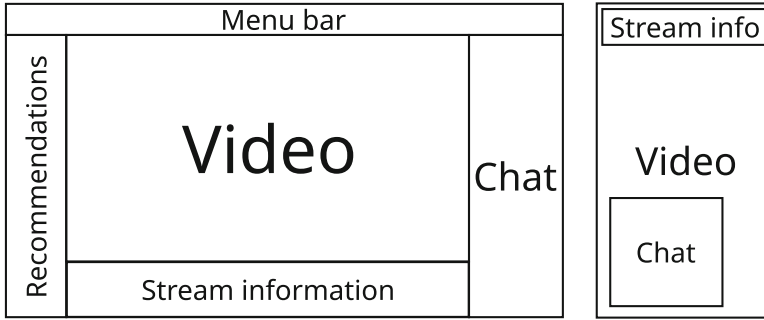 Menu bar
Recommendations
Video
Chat
Stream information
Stream info
Video
Chat